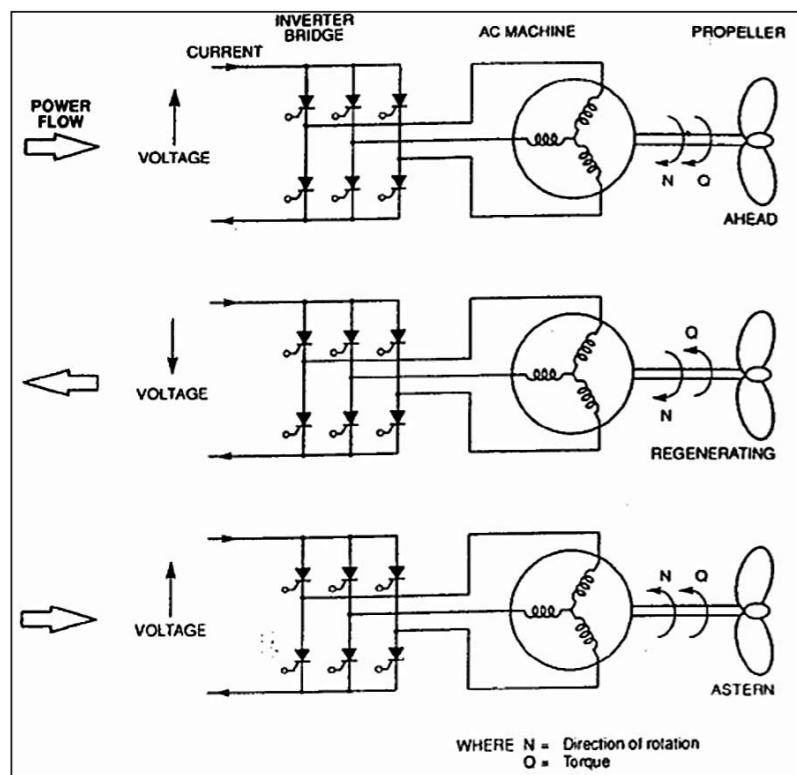 INVERTER
BRIDGE
AC MACHINE
PROPELLER
CURRENT
POWER
FLOW
VOLTAGE
N Q
AHEAD
VOLTAGE
Q
N
REGENERATING
N Q
VOLTAGE
ASTERN
WHERE N = Direction of rotation
Q = Torque